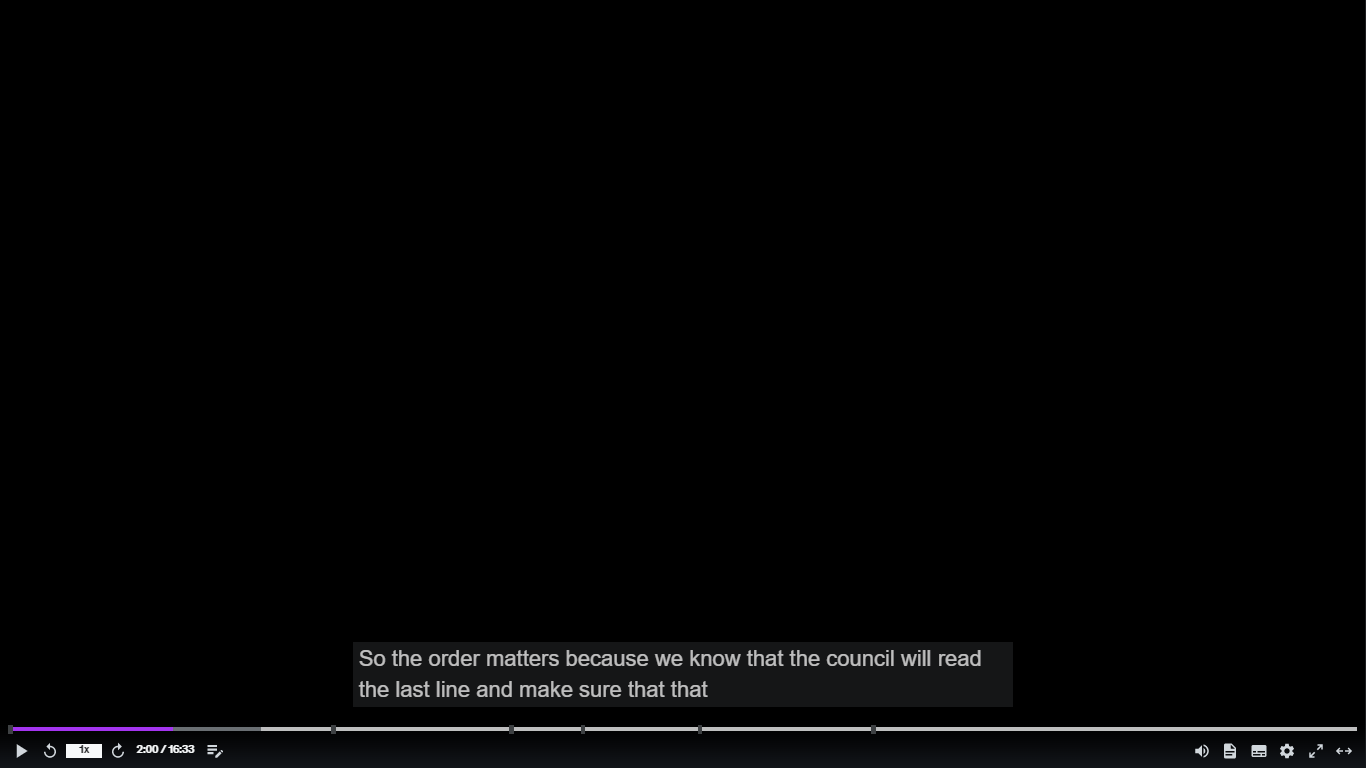 So the order matters because we know that the council will read
the last line and make sure that that
1x
2:00 / 16:33